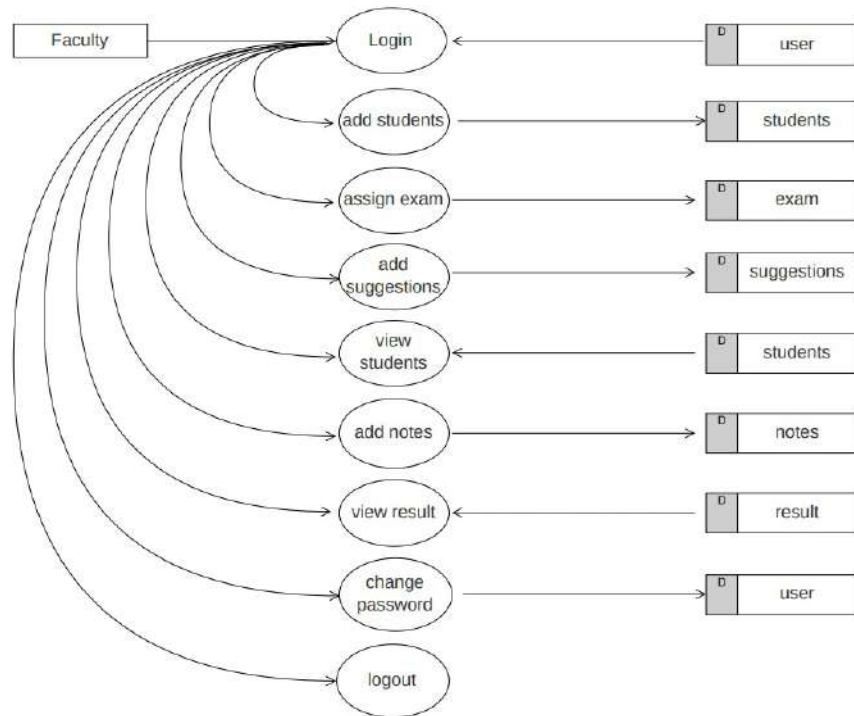 Faculty
Login
D
user
add students
D
students
assign exam
D
exam
add
suggestions
D
suggestions
view
students
D
students
add notes
D
notes
view result
D
result
change
password
D
user
logout